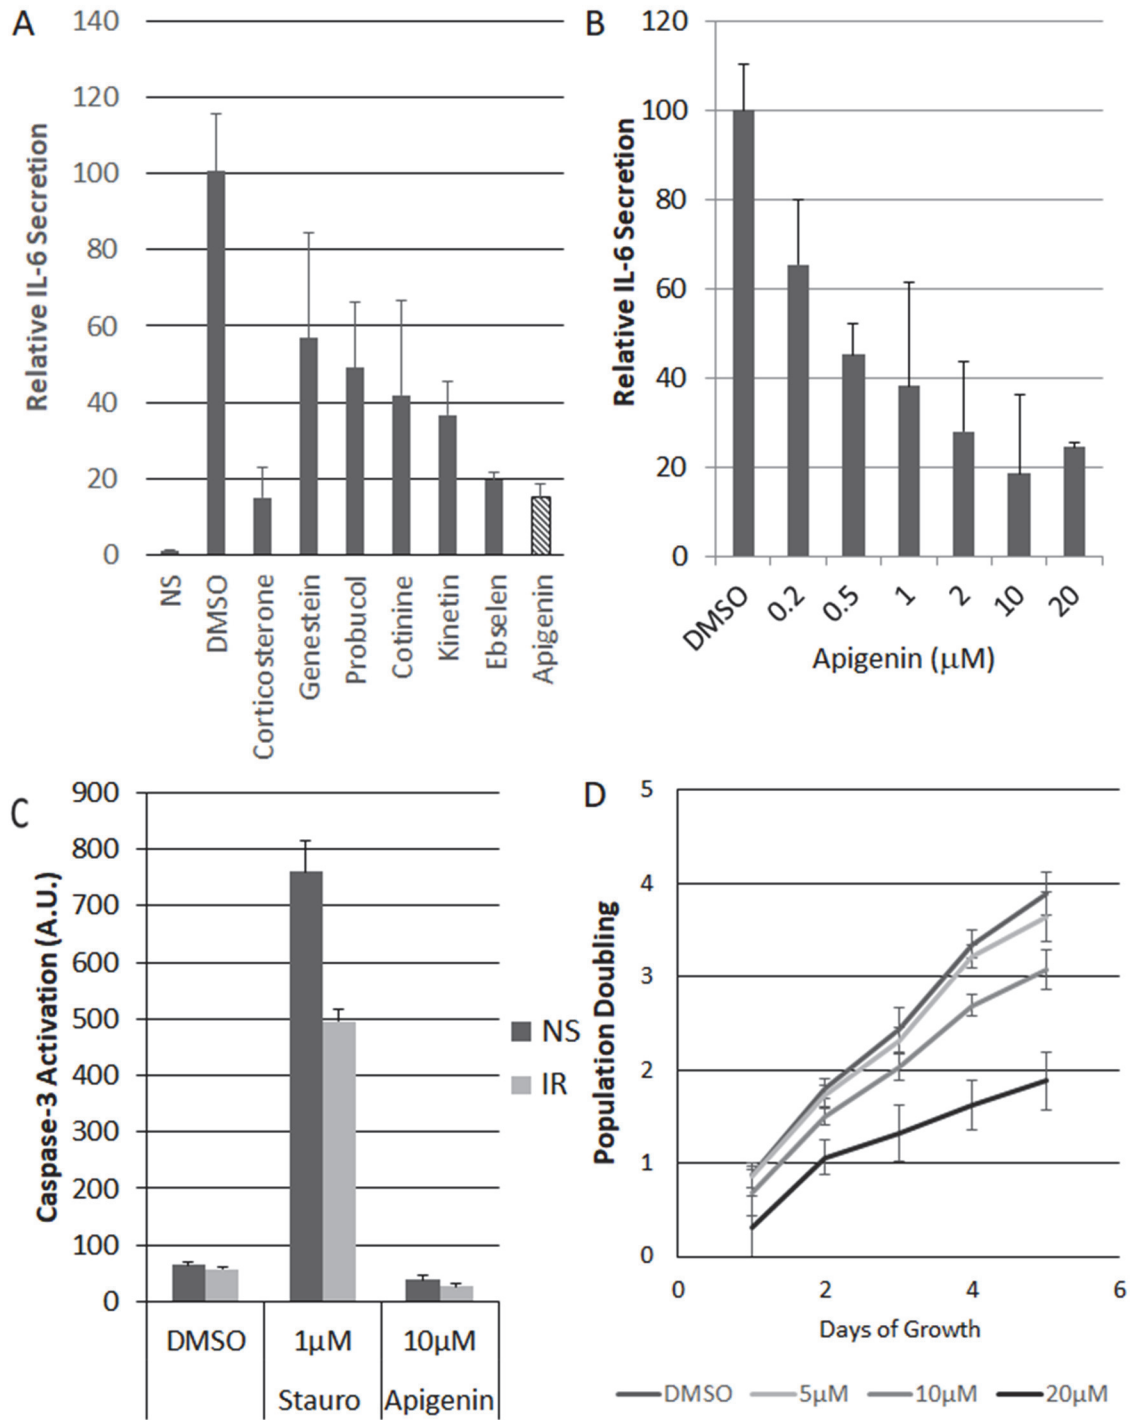 A
Relative IL-6 Secretion
140
120
100
80
60
40
20
0
NS
DMSO
Corticosterone
Genestein
Probucol
Cotinine
Kinetin
Ebselen
Apigenin
B
Relative IL-6 Secretion
120
100
80
60
40
20
0
DMSO
0.2
0.5
1
2
10
20
Apigenin (μM)
C
Caspase-3 Activation (A.U.)
900
800
700
600
500
400
300
200
100
0
DMSO
1μM
10μM
Stauro
Apigenin
NS
IR
D
Population Doubling
5
4
3
2
1
0
0
2
4
6
Days of Growth
DMSO
5μM
10μM
20μM